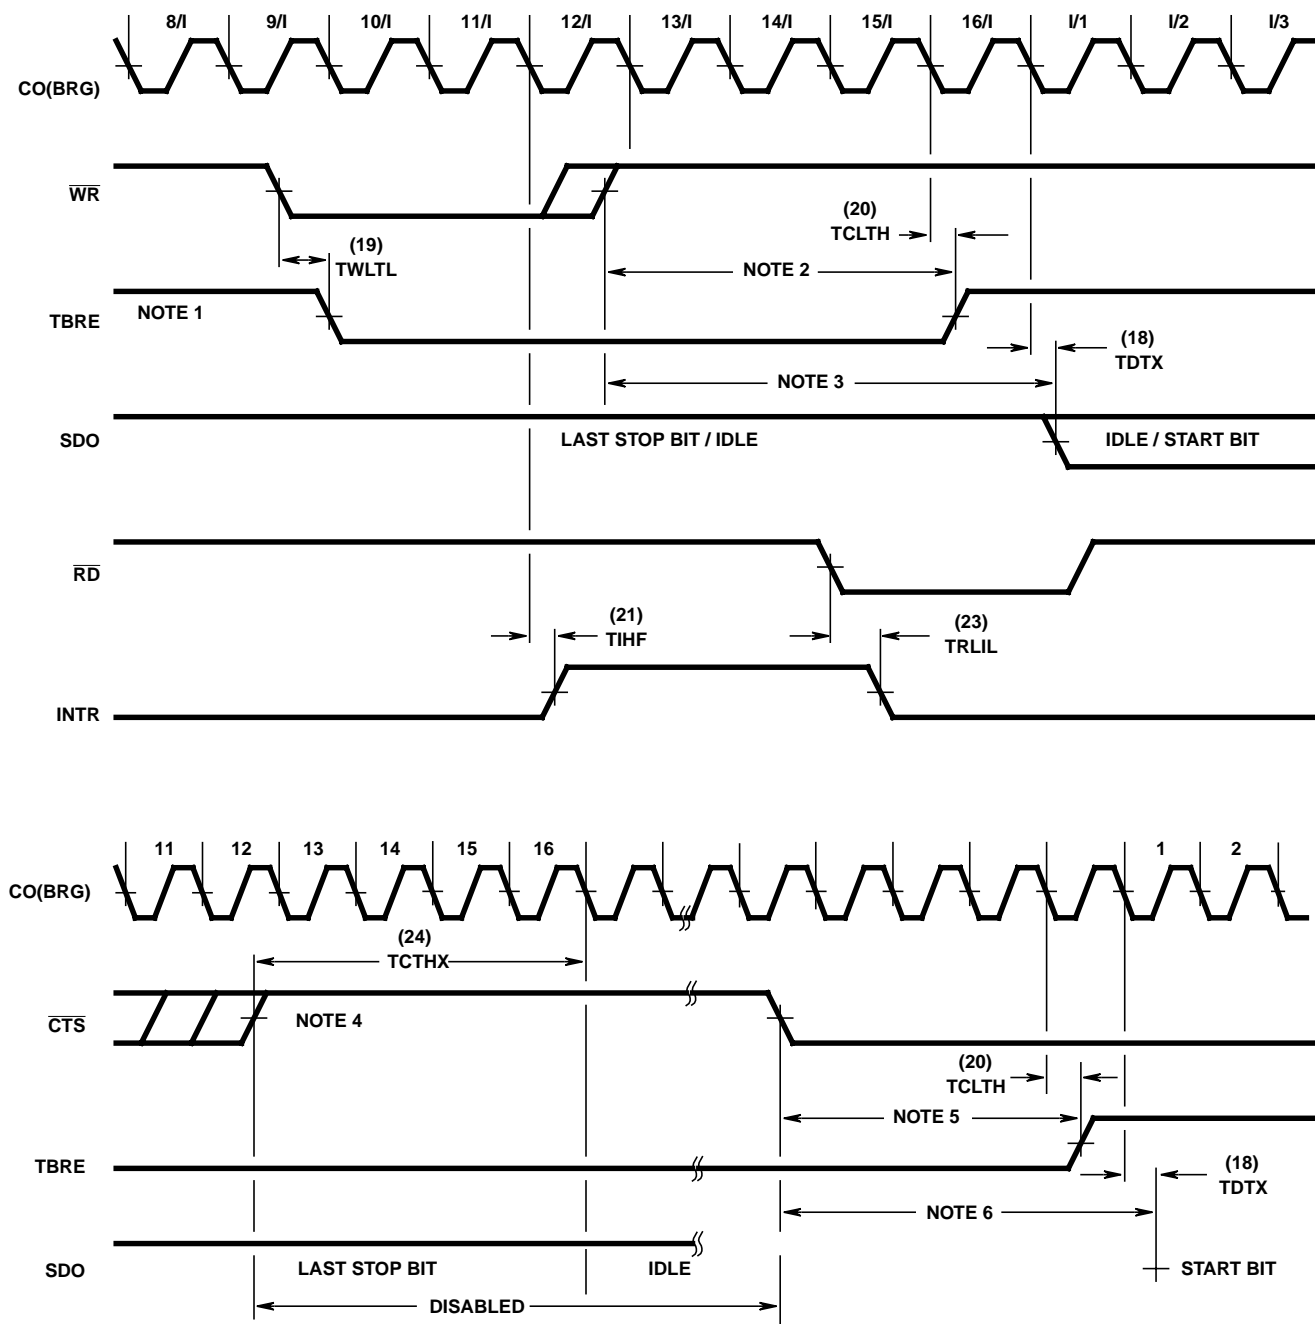 8/I 9/I 10/I 11/I 12/I 13/I 14/I 15/I 16/I I/1 I/2 I/3
CO(BRG)
WR
(20)
TCLTH
(19)
TWLTL
NOTE 2
NOTE 1
TBRE
(18)
TDTX
NOTE 3
SDO
LAST STOP BIT / IDLE
IDLE / START BIT
RD
(21)
TIHF
(23)
TRLIL
INTR
11 12 13 14 15 16 1 2
CO(BRG)
(24)
TCTHX
CTS
NOTE 4
(20)
TCLTH
NOTE 5
TBRE
(18)
TDTX
NOTE 6
SDO
LAST STOP BIT
IDLE
START BIT
DISABLED